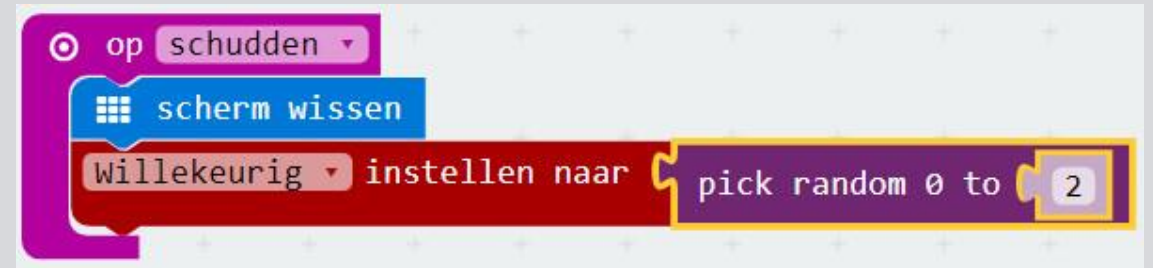 op schudden
scherm wissen
Willekeurig instellen naar pick random 0 to 2